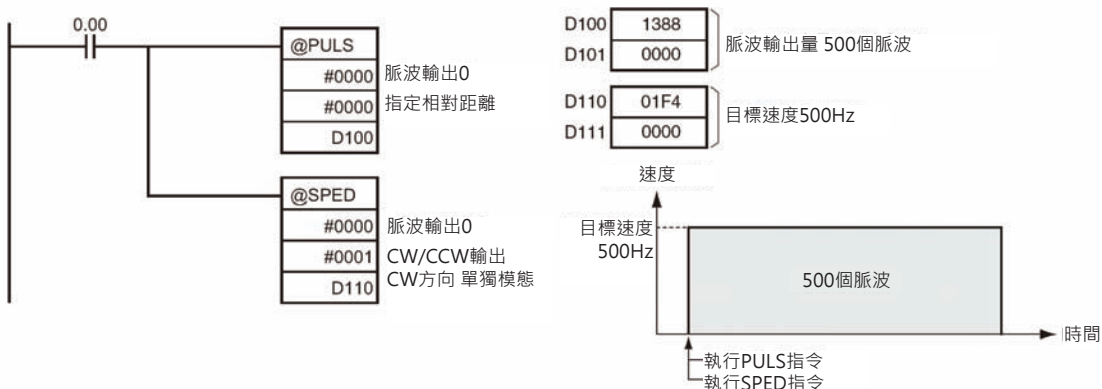 0.00
@PULS
#0000 脈波輸出0
#0000 指定相對距離
D100
@SPED
#0000 脈波輸出0
#0001 CW/CCW輸出
CW方向 單獨模態
D110
D100 1388
D101 0000
脈波輸出量 500個脈波
D110 01F4
D111 0000
目標速度500Hz
速度
目標速度
500Hz
500個脈波
時間
執行PULS指令
執行SPED指令